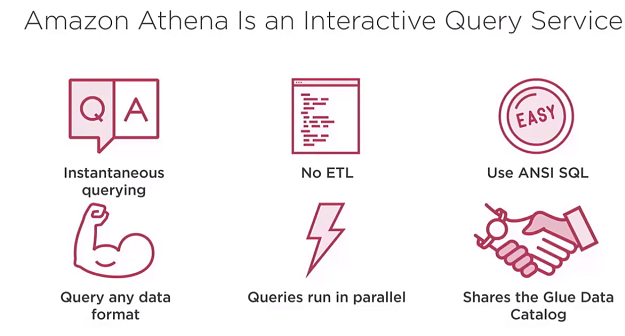 Amazon Athena Is an Interactive Query Service
Q A
EASY
Instantaneous
querying
No ETL
Use ANSI SQL
Query any data
format
Queries run in parallel
Shares the Glue Data
Catalog